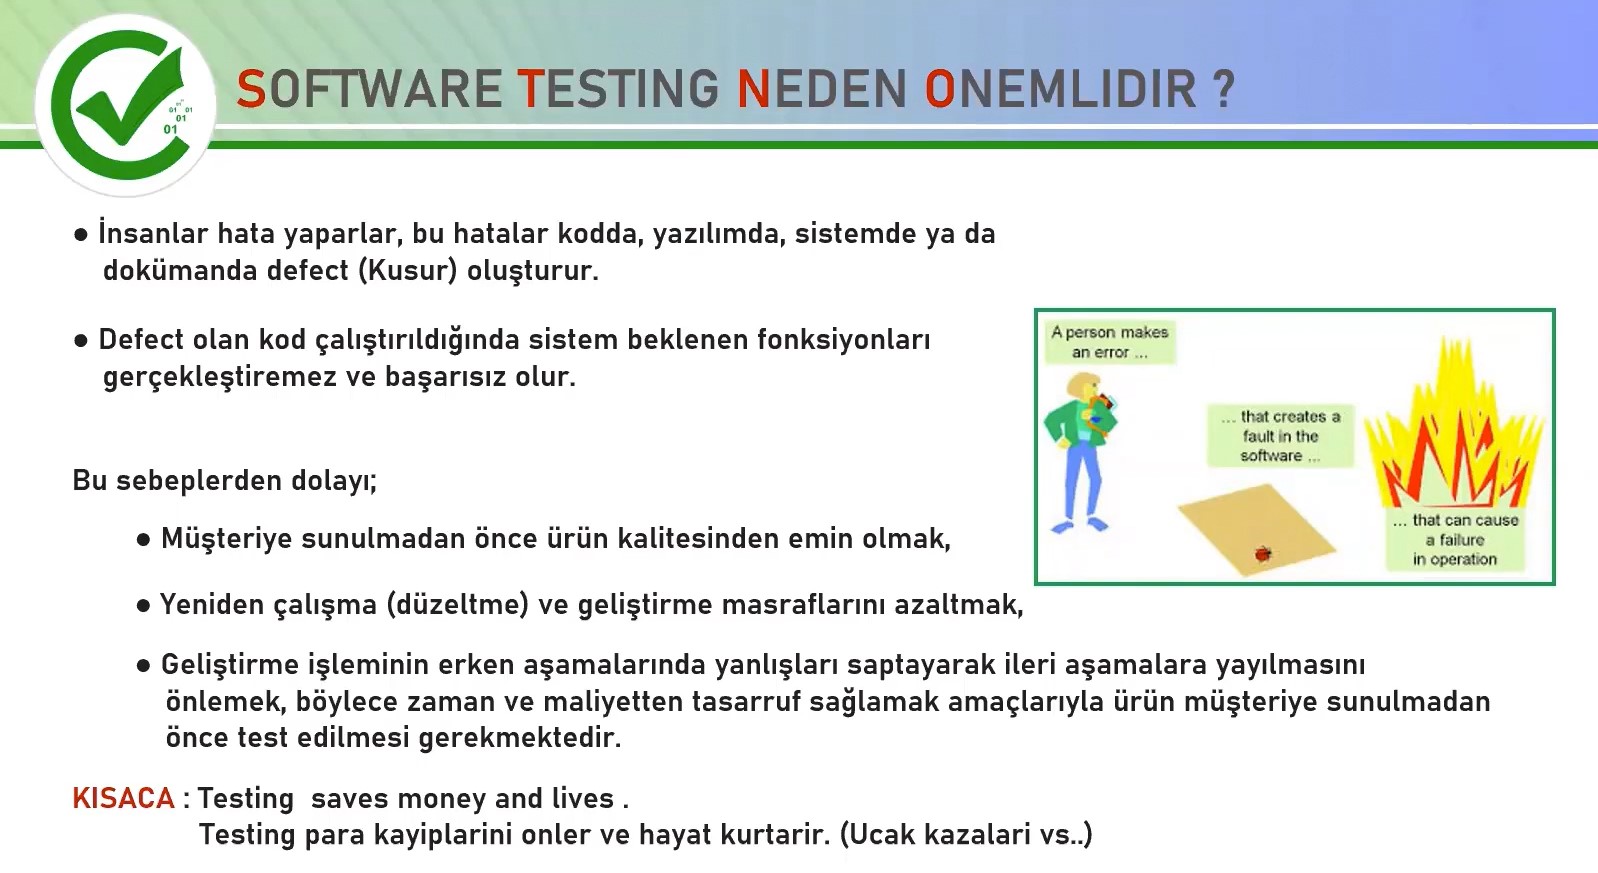 SOFTWARE TESTING NEDEN ONEMLIDIR ?
01 01
01
01
● İnsanlar hata yaparlar, bu hatalar kodda, yazılımda, sistemde ya da
dokümanda defect (Kusur) oluşturur.
● Defect olan kod çalıştırıldığında sistem beklenen fonksiyonları
gerçekleştiremez ve başarısız olur.
A person makes
an error ...
... that creates a
fault in the
software ...
... that can cause
a failure
in operation
Bu sebeplerden dolayı;
● Müşteriye sunulmadan önce ürün kalitesinden emin olmak,
● Yeniden çalışma (düzeltme) ve geliştirme masraflarını azaltmak,
● Geliştirme işleminin erken aşamalarında yanlışları saptayarak ileri aşamalara yayılmasını
önlemek, böylece zaman ve maliyetten tasarruf sağlamak amaçlarıyla ürün müşteriye sunulmadan
önce test edilmesi gerekmektedir.
KISACA : Testing saves money and lives .
Testing para kayiplarini onler ve hayat kurtarir. (Ucak kazalari vs..)